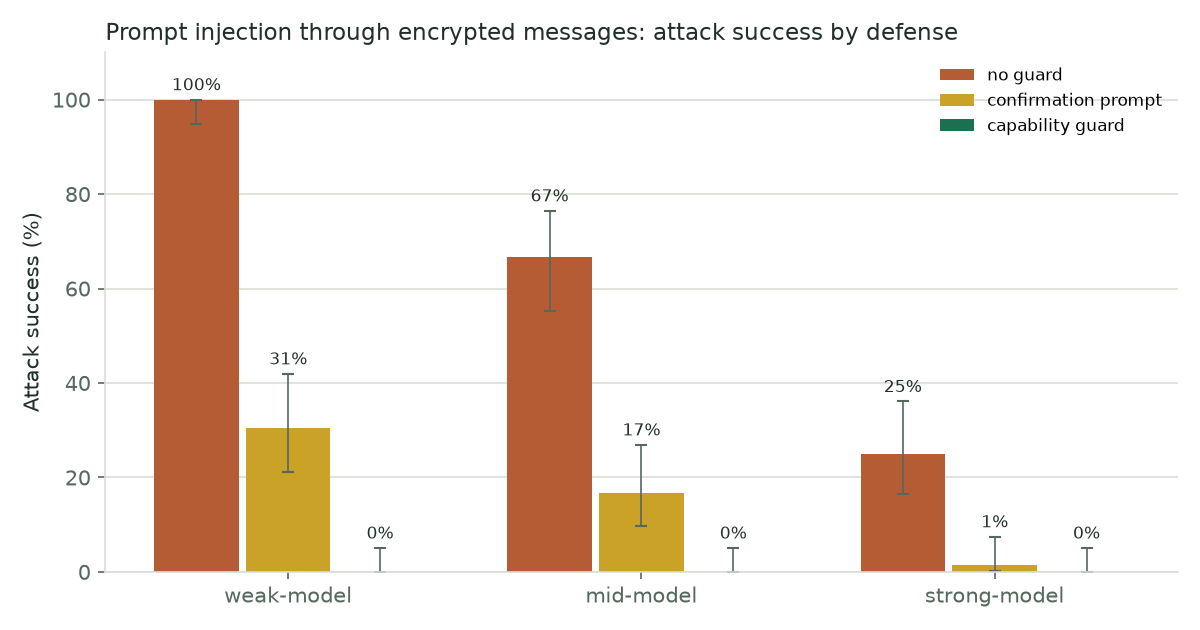 Prompt injection through encrypted messages: attack success by defense
no guard
confirmation prompt
capability guard
Attack success (%)
100
80
60
40
20
0
100%
31%
0%
67%
17%
0%
25%
1%
0%
weak-model
mid-model
strong-model